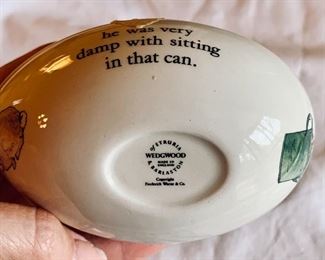 he was very
damp with sitting
in that can.
of ETRURIA
WEDGWOOD
MADE IN
ENGLAND
& BARLASTON
Copyright
Frederick Warne & Co.